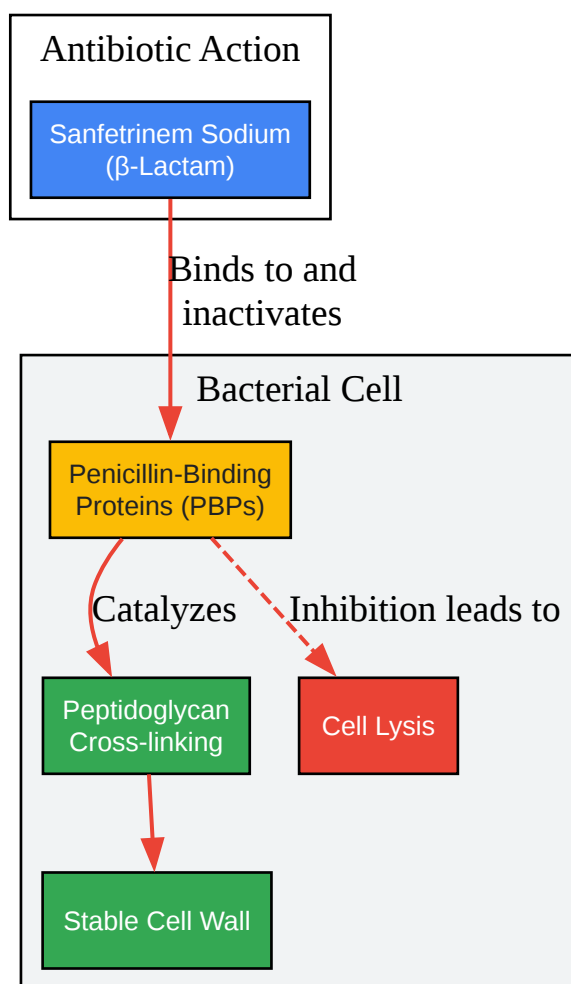 Antibiotic Action
Sanfetrinem Sodium
(β-Lactam)
Binds to and
inactivates
Bacterial Cell
Penicillin-Binding
Proteins (PBPs)
Catalyzes
Inhibition leads to
Peptidoglycan
Cross-linking
Cell Lysis
Stable Cell Wall